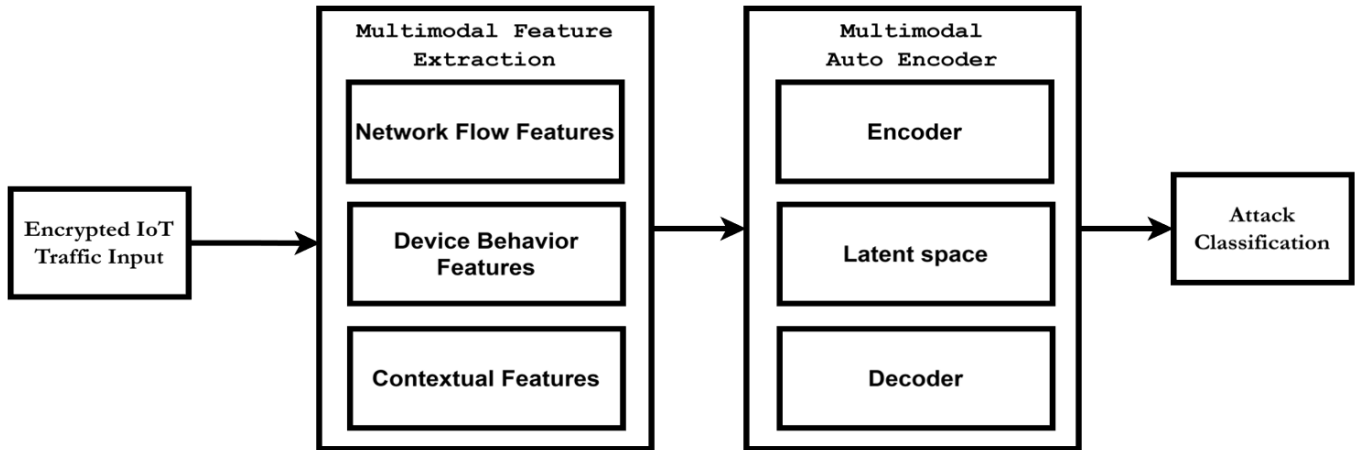 Encrypted IoT
Traffic Input
Multimodal Feature
Extraction
Network Flow Features
Device Behavior
Features
Contextual Features
Multimodal
Auto Encoder
Encoder
Latent space
Decoder
Attack
Classification